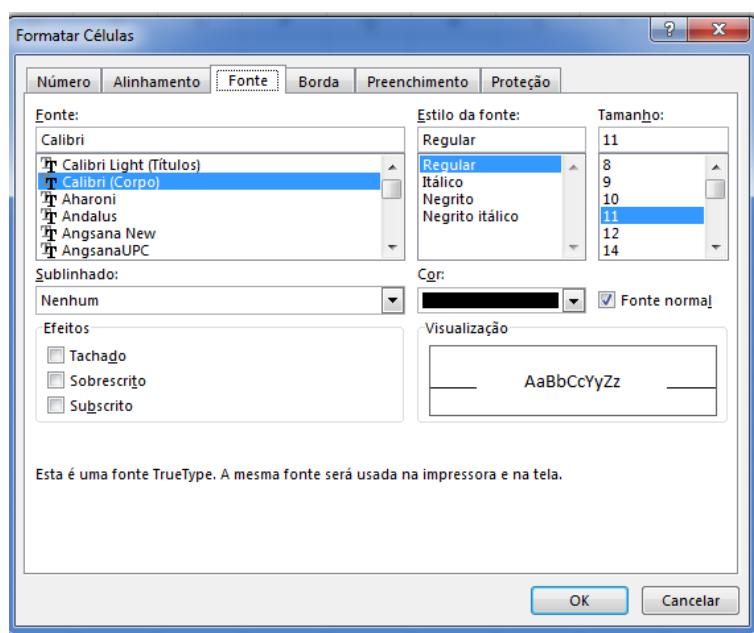 Formatar Células
Número Alinhamento Fonte Borda Preenchimento Proteção
Fonte: Estilo da fonte: Tamanho:
Calibri Regular 11
Calibri Light (Títulos) Regular 8
Calibri (Corpo) Itálico 9
Aharoni Negrito 10
Andalus Negrito itálico 11
Angsana New 12
AngsanaUPC 14
Sublinhado: Cor:
Nenhum Fonte normal
Efeitos Visualização
Tachado
Sobrescrito AaBbCcYyZz
Subscrito
Esta é uma fonte TrueType. A mesma fonte será usada na impressora e na tela.
OK Cancelar